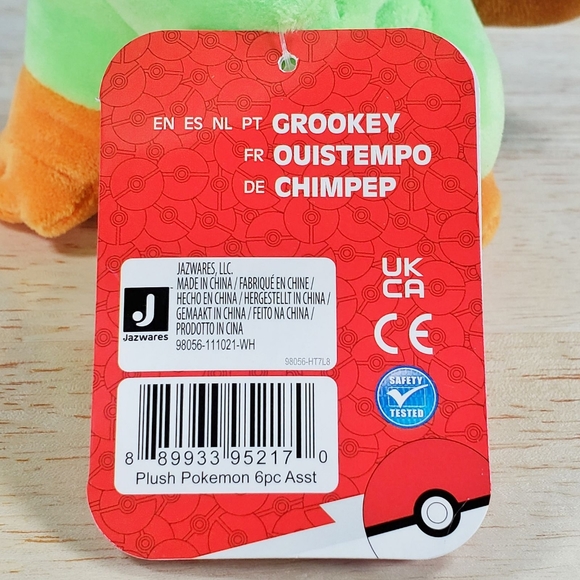 EN ES NL PT GROOKEY
FR OUISTEMPO
DE CHIMPEP
JAZWARES, LLC.
MADE IN CHINA / FABRIQUÉ EN CHINE /
HECHO EN CHINA / HERGESTELLT IN CHINA /
GEMAAKT IN CHINA / FEITO NA CHINA /
PRODOTTO IN CINA
98056-111021-WH
98056-HT7L8
J
Jazwares
UK
CA
CE
SAFETY
TESTED
8 89933 95217 0
Plush Pokemon 6pc Asst